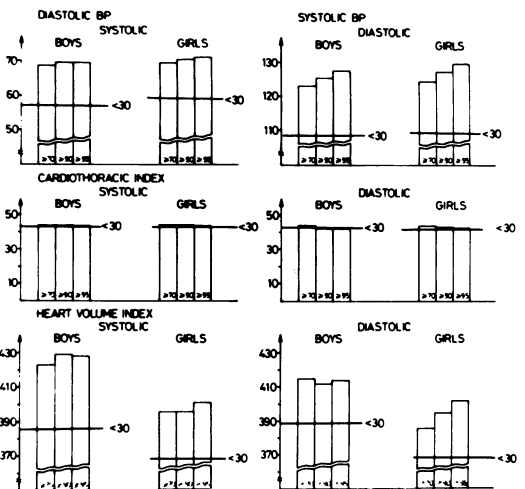 DIASTOLIC BP
SYSTOLIC
BOYS GIRLS
70
60
50
<30 <30
≥70 ≥90 ≥95 ≥70 ≥90 ≥95
SYSTOLIC BP
DIASTOLIC
BOYS GIRLS
130
120
110
<30 <30
≥70 ≥90 ≥95 ≥70 ≥90 ≥95
CARDIOTHORACIC INDEX
SYSTOLIC
BOYS GIRLS
50
30
10
<30 <30
≥70 ≥90 ≥95 ≥70 ≥90 ≥95
DIASTOLIC
BOYS GIRLS
50
30
10
<30 <30
≥70 ≥90 ≥95 ≥70 ≥90 ≥95
HEART VOLUME INDEX
SYSTOLIC
BOYS GIRLS
430
410
390
370
<30 <30
DIASTOLIC
BOYS GIRLS
430
410
390
370
<30 <30